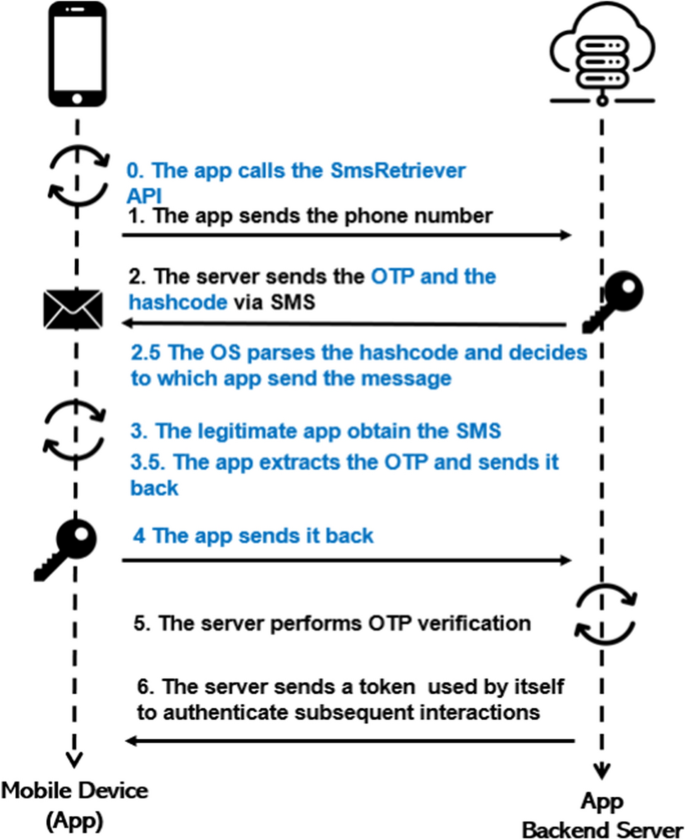 0. The app calls the SmsRetriever
API
1. The app sends the phone number
2. The server sends the OTP and the
hashcode via SMS
2.5 The OS parses the hashcode and decides
to which app send the message
3. The legitimate app obtain the SMS
3.5. The app extracts the OTP and sends it
back
4 The app sends it back
5. The server performs OTP verification
6. The server sends a token used by itself
to authenticate subsequent interactions
Mobile Device
(App)
App
Backend Server